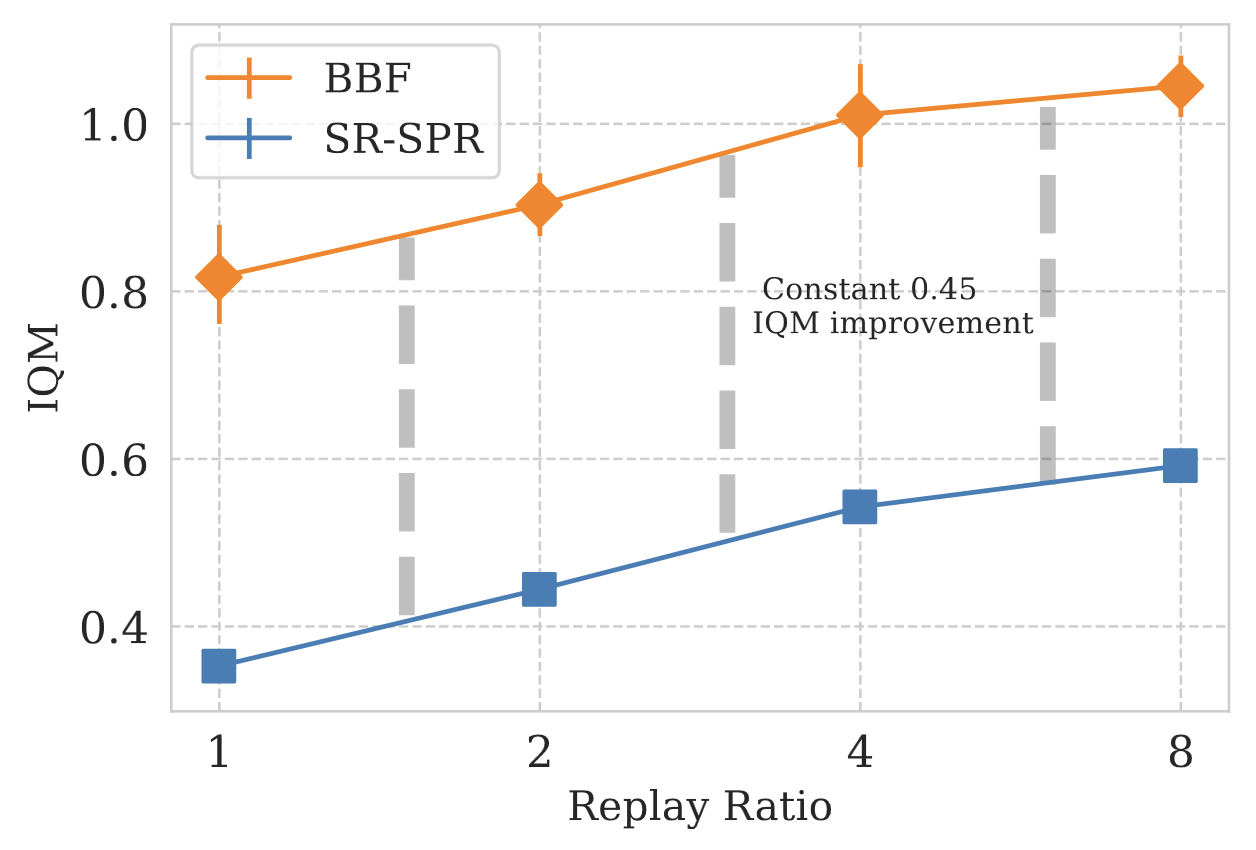 BBF
SR-SPR
1.0
0.8
0.6
0.4
IQM
Constant 0.45
IQM improvement
1
2
4
8
Replay Ratio